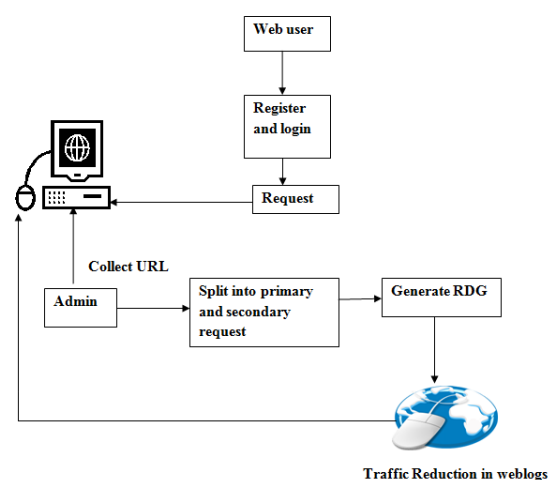 Web user
Register
and login
Request
Collect URL
Admin
Split into primary
and secondary
request
Generate RDG
Traffic Reduction in weblogs